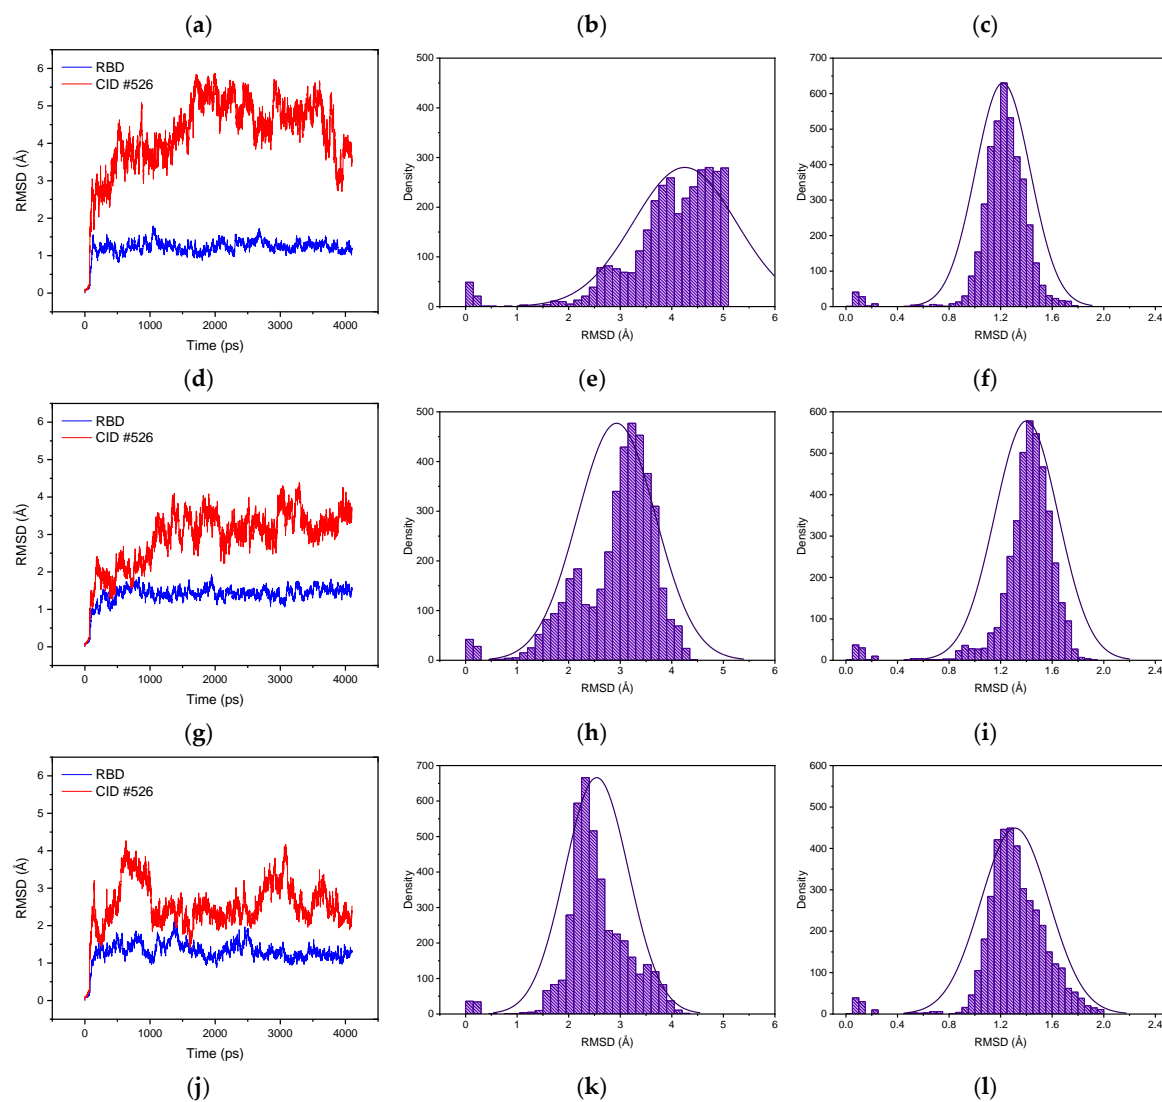 (a) (b) (c)
RBD
CID #526
6
5
4
3
2
1
0
RMSD (Å)
0 1000 2000 3000 4000
Time (ps)
500
400
300
200
100
0
Density
0 1 2 3 4 5 6
RMSD (Å)
700
600
500
400
300
200
100
0
Density
0.0 0.4 0.8 1.2 1.6 2.0 2.4
RMSD (Å)
(d) (e) (f)
RBD
CID #526
6
5
4
3
2
1
0
RMSD (Å)
0 1000 2000 3000 4000
Time (ps)
500
400
300
200
100
0
Density
0 1 2 3 4 5 6
RMSD (Å)
600
500
400
300
200
100
0
Density
0.0 0.4 0.8 1.2 1.6 2.0 2.4
RMSD (Å)
(g) (h) (i)
RBD
CID #526
6
5
4
3
2
1
0
RMSD (Å)
0 1000 2000 3000 4000
Time (ps)
700
600
500
400
300
200
100
0
Density
0 1 2 3 4 5 6
RMSD (Å)
600
500
400
300
200
100
0
Density
0.0 0.4 0.8 1.2 1.6 2.0 2.4
RMSD (Å)
(j) (k) (l)